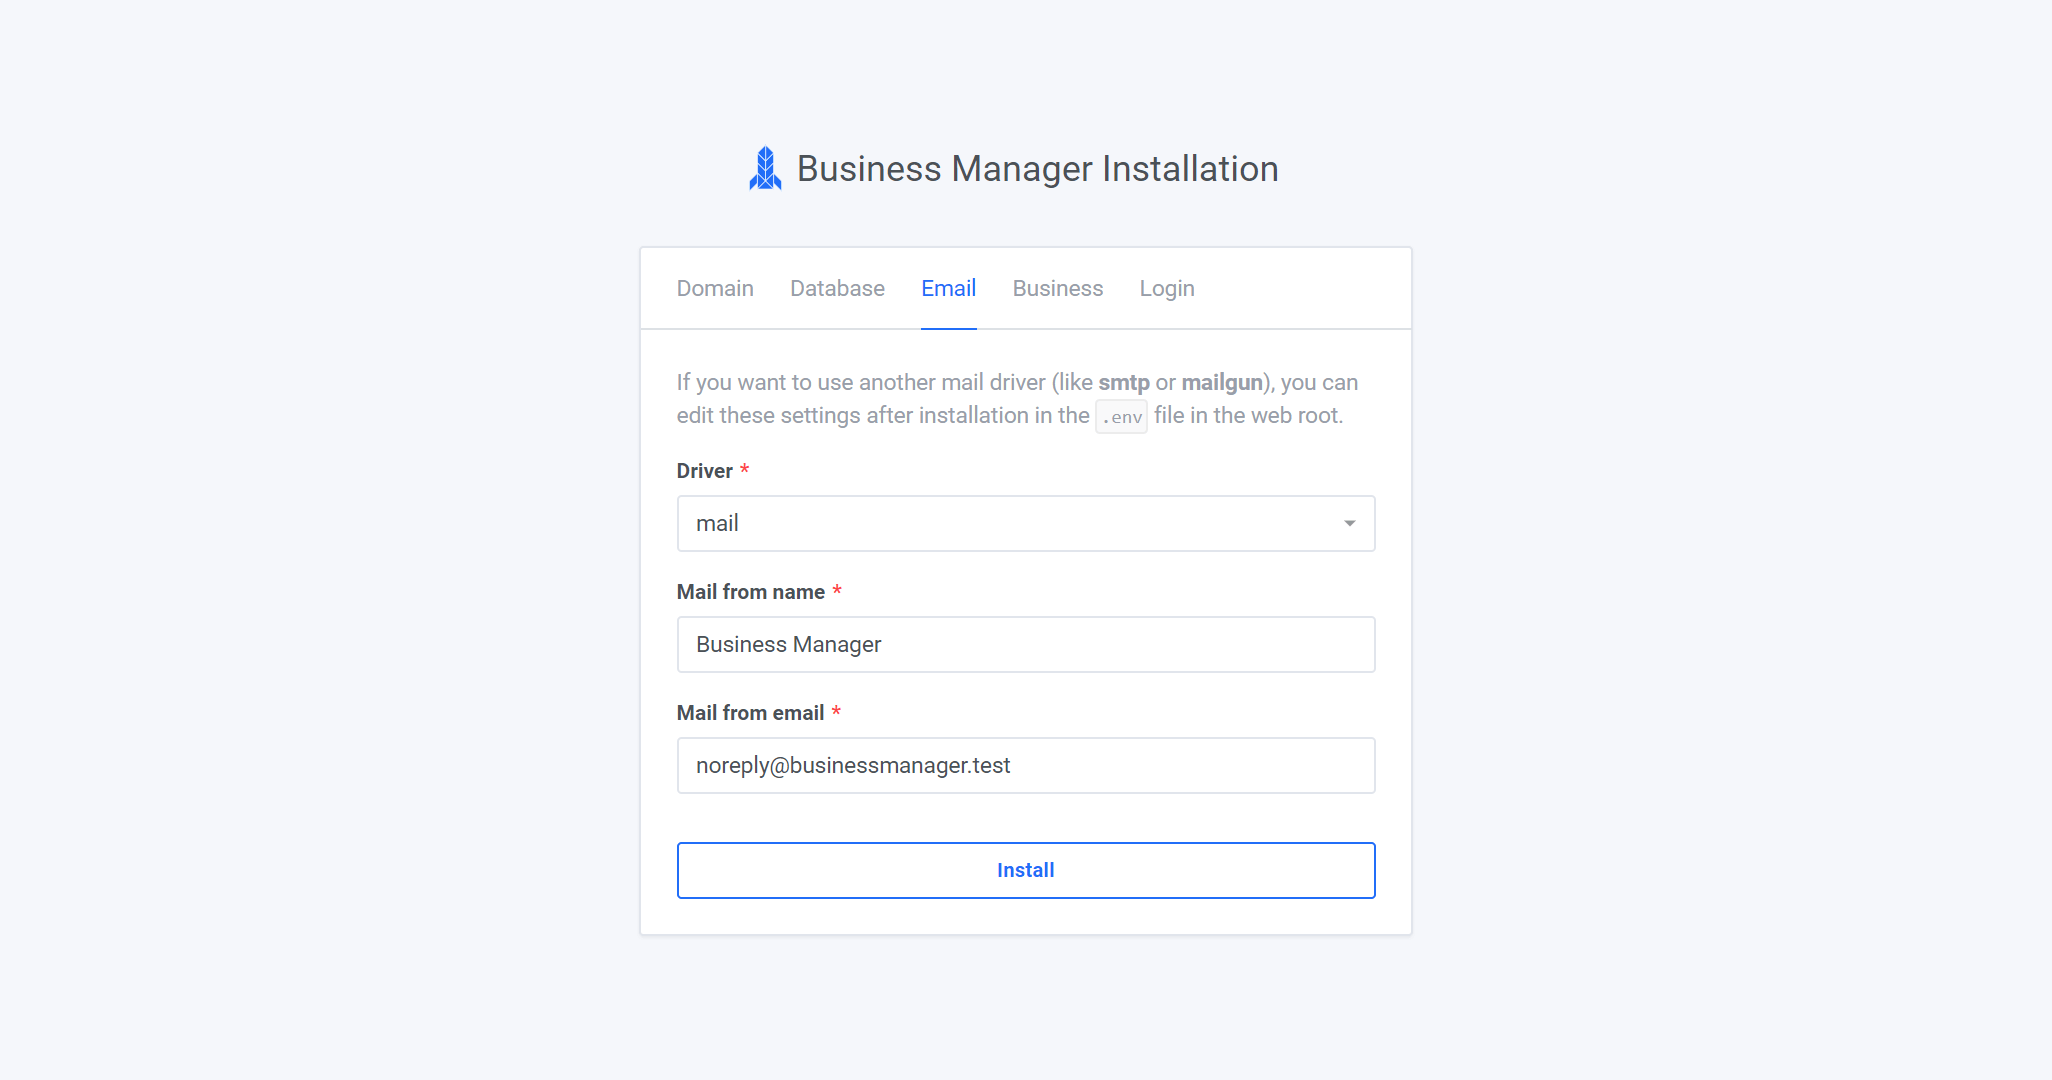 Business Manager Installation
Domain Database Email Business Login
If you want to use another mail driver (like smtp or mailgun), you can
edit these settings after installation in the .env file in the web root.
Driver *
mail
Mail from name *
Business Manager
Mail from email *
noreply@businessmanager.test
Install